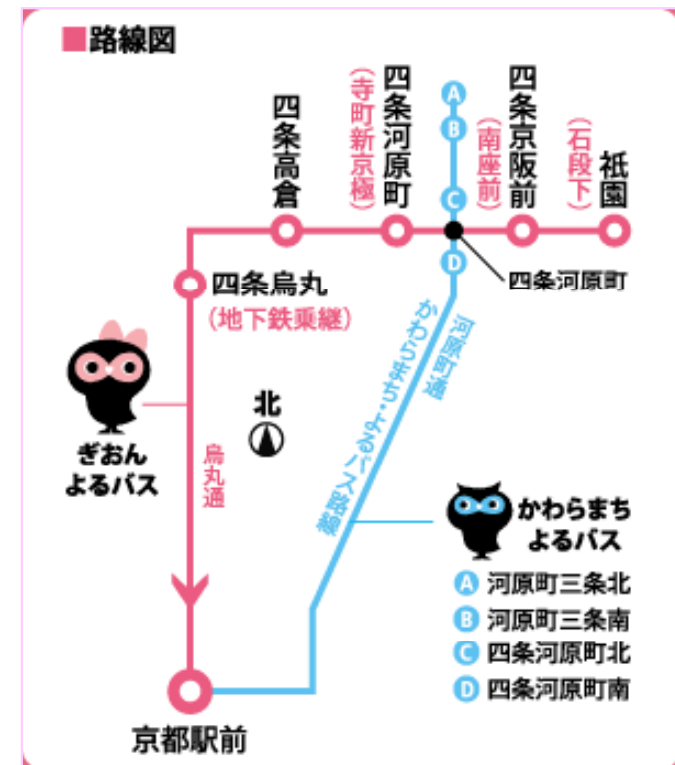 ■路線図
四条高倉
四条河原町
(寺町新京極)
A
B
C
D
四条京阪前
(南座前)
祇園
(石段下)
四条河原町
四条烏丸
(地下鉄乗継)
ぎおん
よるバス
北
烏丸通
河原町通
かわらまち・よるバス路線
かわらまち
よるバス
A 河原町三条北
B 河原町三条南
C 四条河原町北
D 四条河原町南
京都駅前